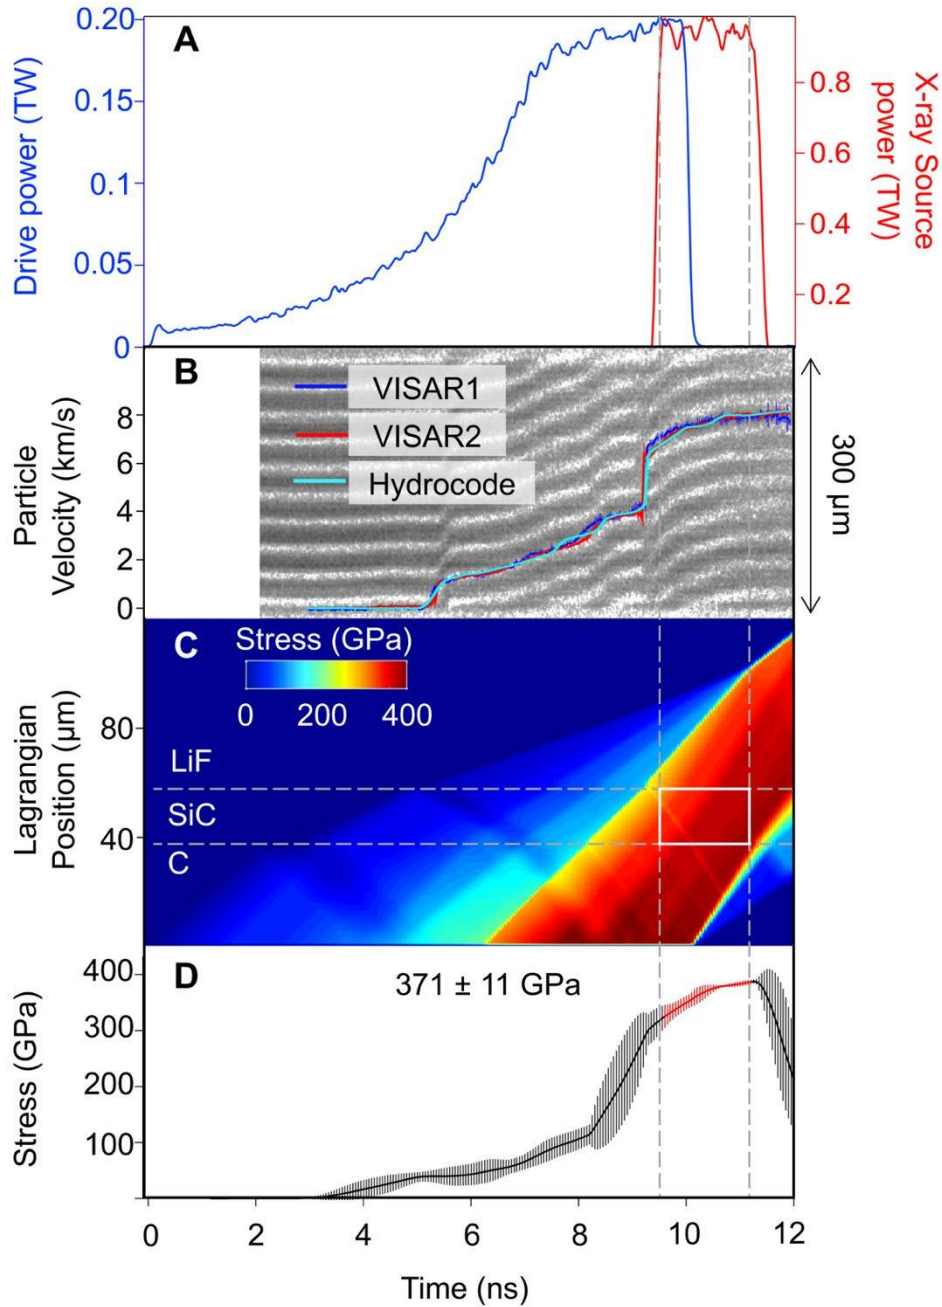 A
Drive power (TW)
0.20
0.15
0.1
0.05
0
X-ray Source
power (TW)
0.8
0.6
0.4
0.2
B
VISAR1
VISAR2
Hydrocode
Particle
Velocity (km/s)
8
6
4
2
0
300 µm
C
Stress (GPa)
0 200 400
Lagrangian
Position (µm)
80
40
LiF
SiC
C
D
371 ± 11 GPa
Stress (GPa)
400
300
200
100
0 2 4 6 8 10 12
Time (ns)